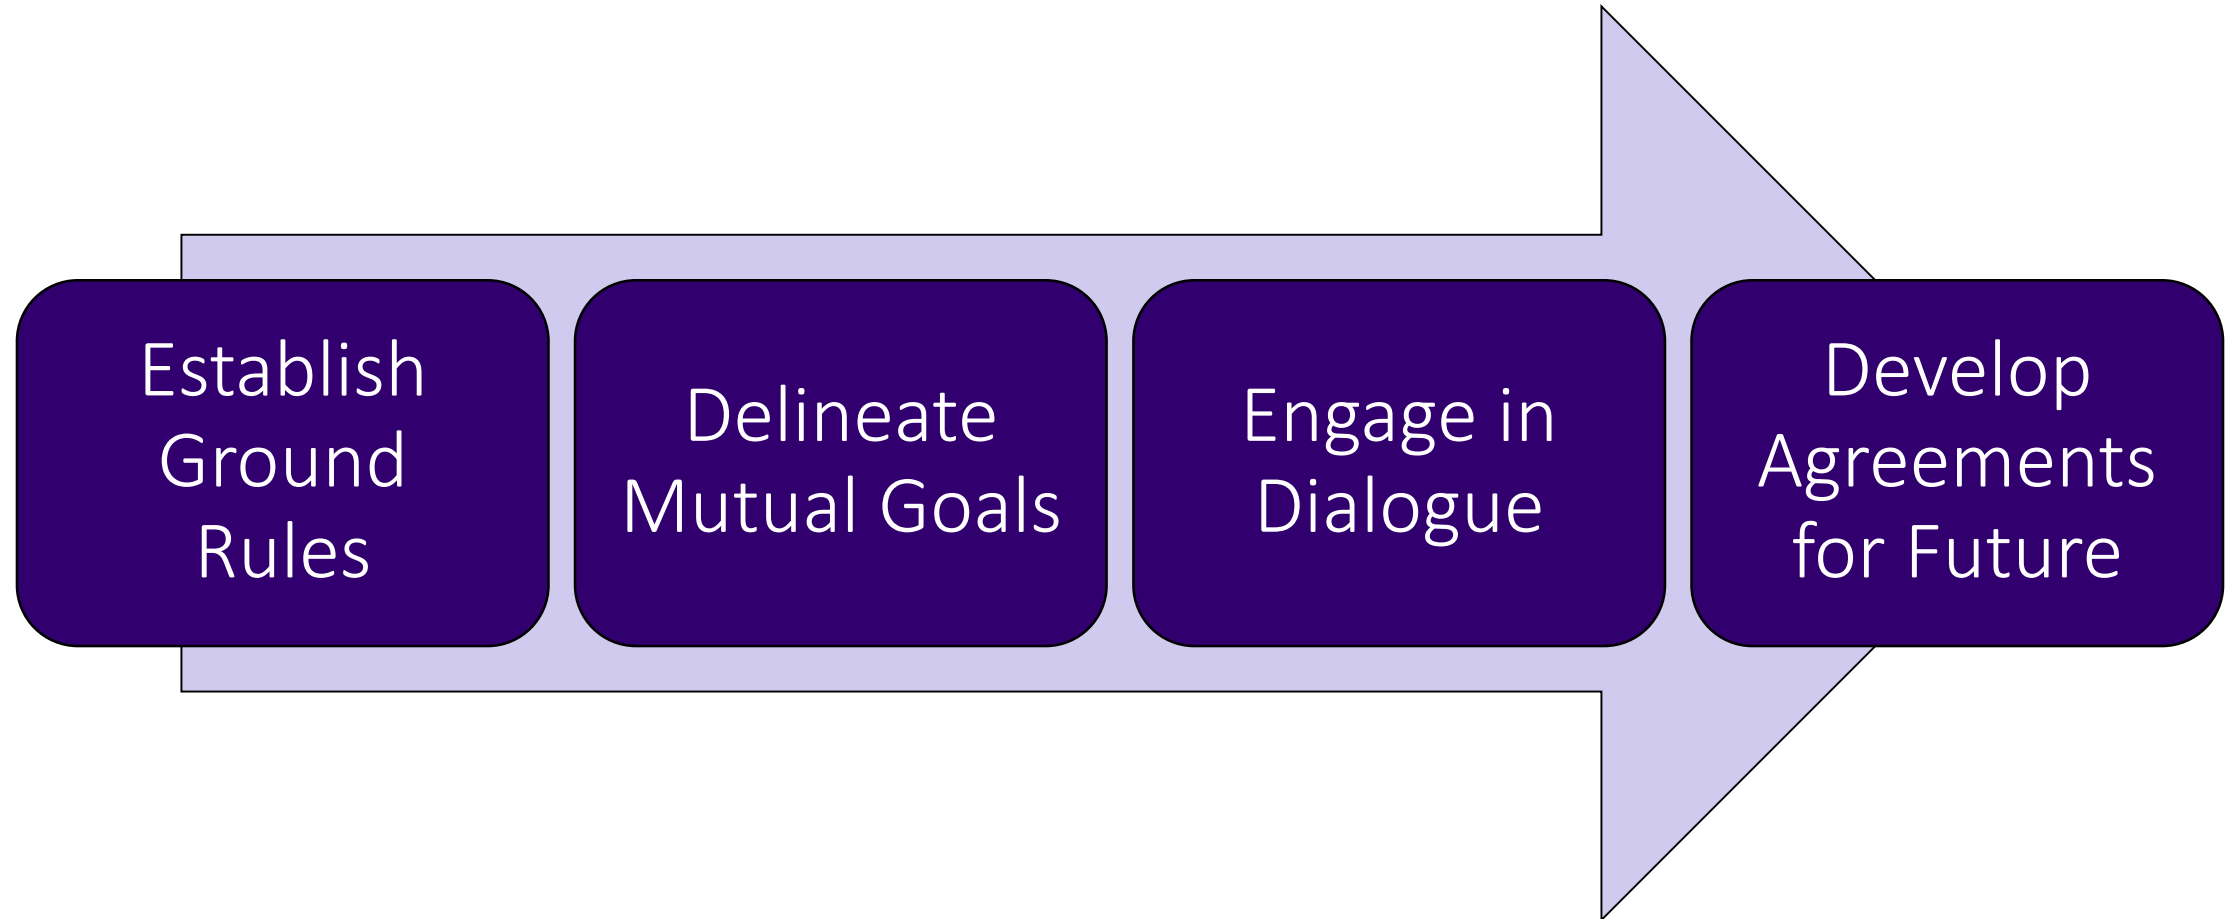 Establish
Ground
Rules
Delineate
Mutual Goals
Engage in
Dialogue
Develop
Agreements
for Future